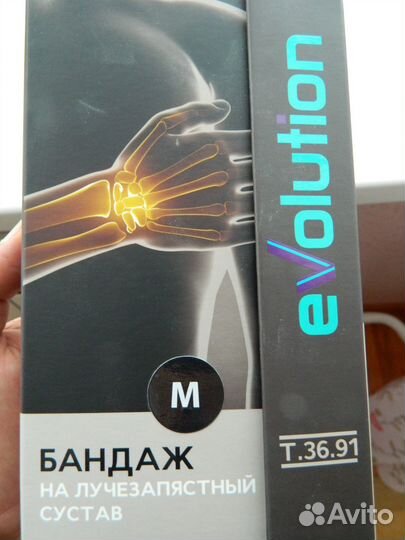 evolution
M
Т.36.91
БАНДАЖ
НА ЛУЧЕЗАПЯСТНЫЙ
СУСТАВ
Avito